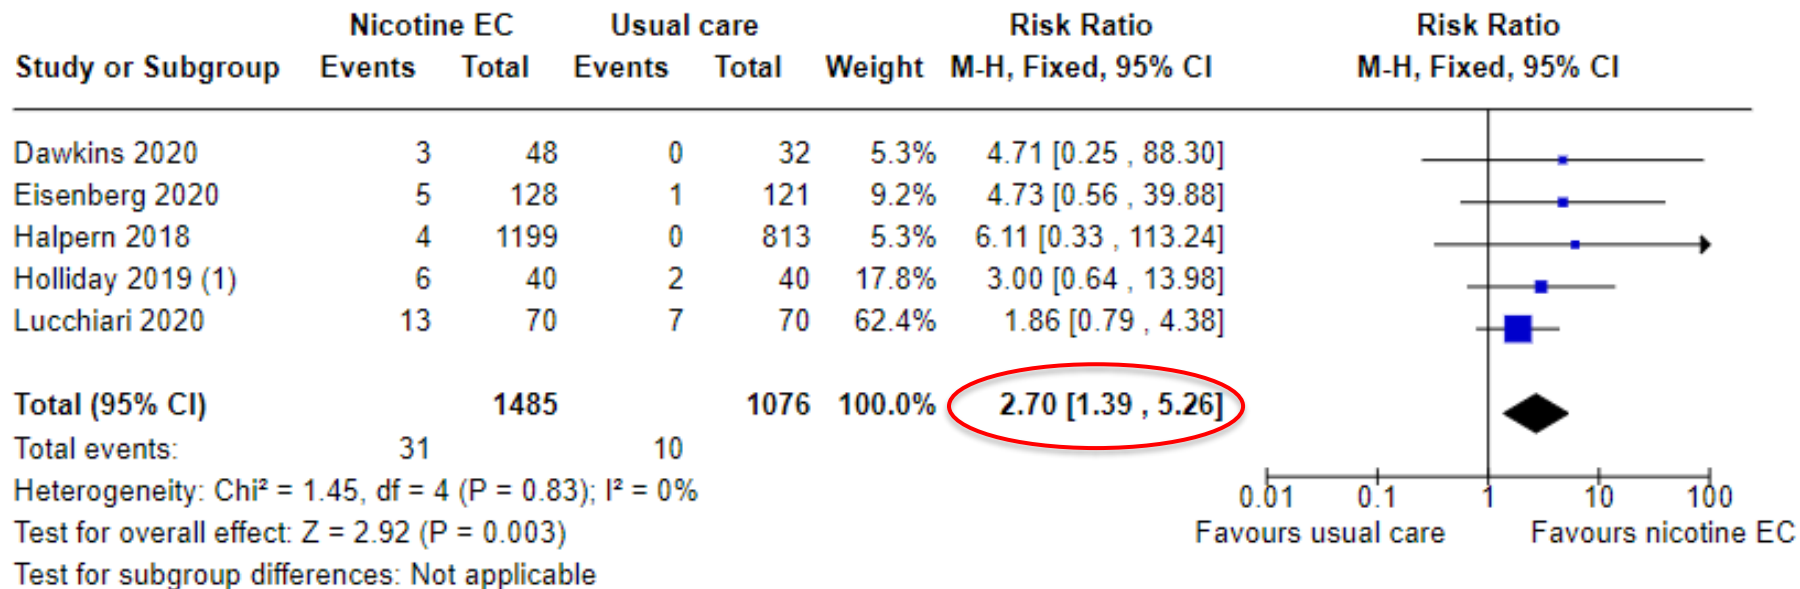 Nicotine EC Usual care Risk Ratio Risk Ratio
Study or Subgroup Events Total Events Total Weight M-H, Fixed, 95% CI M-H, Fixed, 95% CI
Dawkins 2020 3 48 0 32 5.3% 4.71 [0.25 , 88.30]
Eisenberg 2020 5 128 1 121 9.2% 4.73 [0.56 , 39.88]
Halpern 2018 4 1199 0 813 5.3% 6.11 [0.33 , 113.24]
Holliday 2019 (1) 6 40 2 40 17.8% 3.00 [0.64 , 13.98]
Lucchiari 2020 13 70 7 70 62.4% 1.86 [0.79 , 4.38]
Total (95% CI) 1485 1076 100.0% 2.70 [1.39 , 5.26]
Total events: 31 10
Heterogeneity: Chi² = 1.45, df = 4 (P = 0.83); I² = 0% 0.01 0.1 1 10 100
Test for overall effect: Z = 2.92 (P = 0.003) Favours usual care Favours nicotine EC
Test for subgroup differences: Not applicable